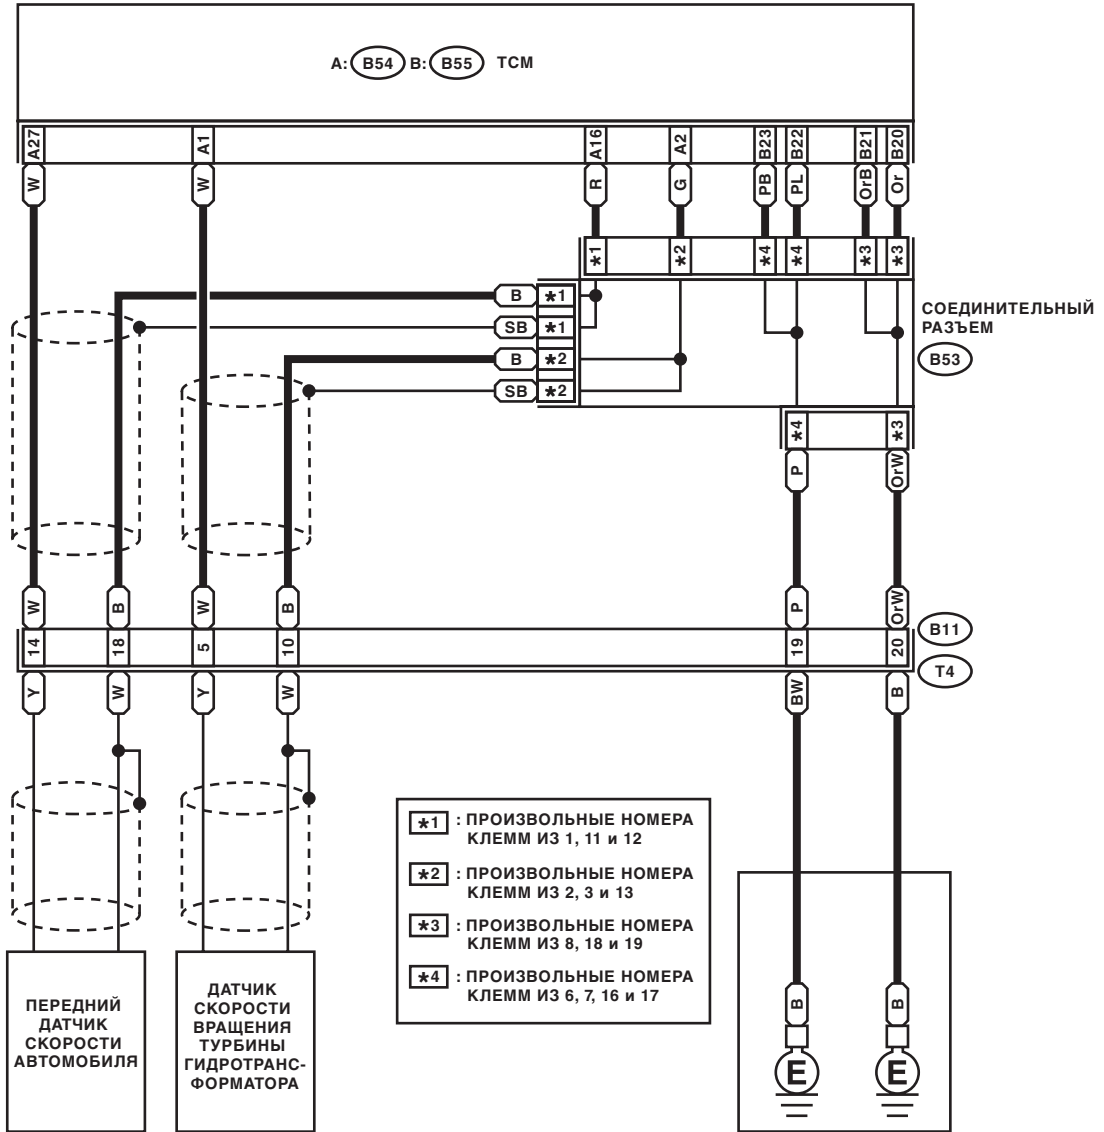 A: B54 B: B55 TCM
A27 A1 A16 A2 B23 B22 B21 B20
W W R G PB PL OrB Or
*1 *2 *4 *4 *3 *3
B *1
SB *1
B *2
SB *2
СОЕДИНИТЕЛЬНЫЙ
РАЗЪЕМ
B53
*4 *3
P OrW
W B W B P OrW
B11
14 18 5 10 19 20
T4
Y W Y W BW B
*1 : ПРОИЗВОЛЬНЫЕ НОМЕРА
КЛЕММ ИЗ 1, 11 и 12
*2 : ПРОИЗВОЛЬНЫЕ НОМЕРА
КЛЕММ ИЗ 2, 3 и 13
*3 : ПРОИЗВОЛЬНЫЕ НОМЕРА
КЛЕММ ИЗ 8, 18 и 19
*4 : ПРОИЗВОЛЬНЫЕ НОМЕРА
КЛЕММ ИЗ 6, 7, 16 и 17
ПЕРЕДНИЙ
ДАТЧИК
СКОРОСТИ
АВТОМОБИЛЯ
ДАТЧИК
СКОРОСТИ
ВРАЩЕНИЯ
ТУРБИНЫ
ГИДРОТРАНС-
ФОРМАТОРА
B B
E E